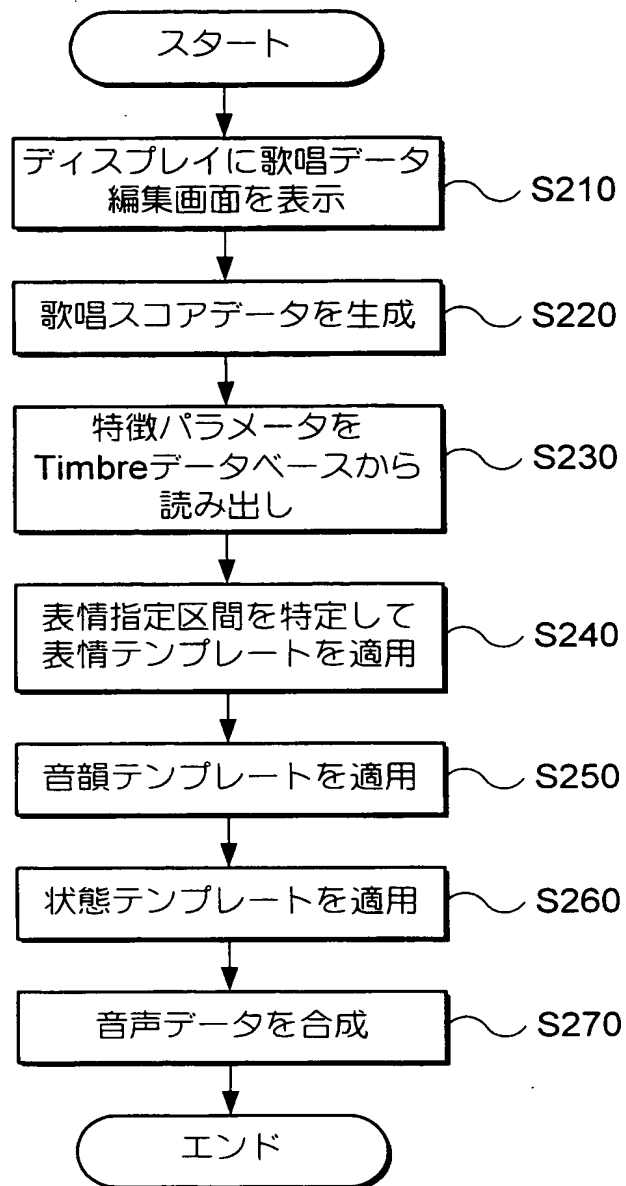 スタート
ディスプレイに歌唱データ
編集画面を表示
S210
歌唱スコアデータを生成
S220
特徴パラメータを
Timbreデータベースから
読み出し
S230
表情指定区間を特定して
表情テンプレートを適用
S240
音韻テンプレートを適用
S250
状態テンプレートを適用
S260
音声データを合成
S270
エンド